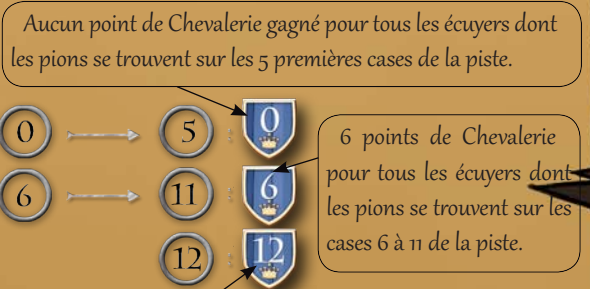 Aucun point de Chevalerie gagné pour tous les écuyers dont
les pions se trouvent sur les 5 premières cases de la piste.
0 5 : 0
6 points de Chevalerie
pour tous les écuyers dont
les pions se trouvent sur les
cases 6 à 11 de la piste.
6 11 : 6
12 : 12